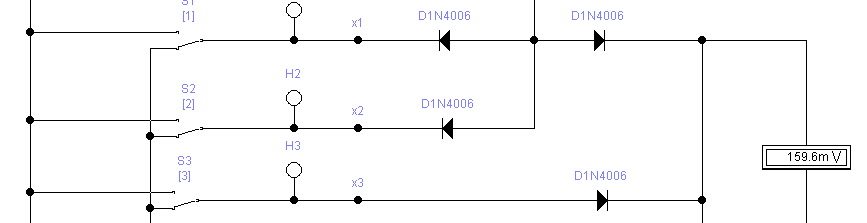 S1
[1]
x1
D1N4006
D1N4006
S2
[2]
H2
x2
D1N4006
S3
[3]
H3
x3
D1N4006
159.6m V